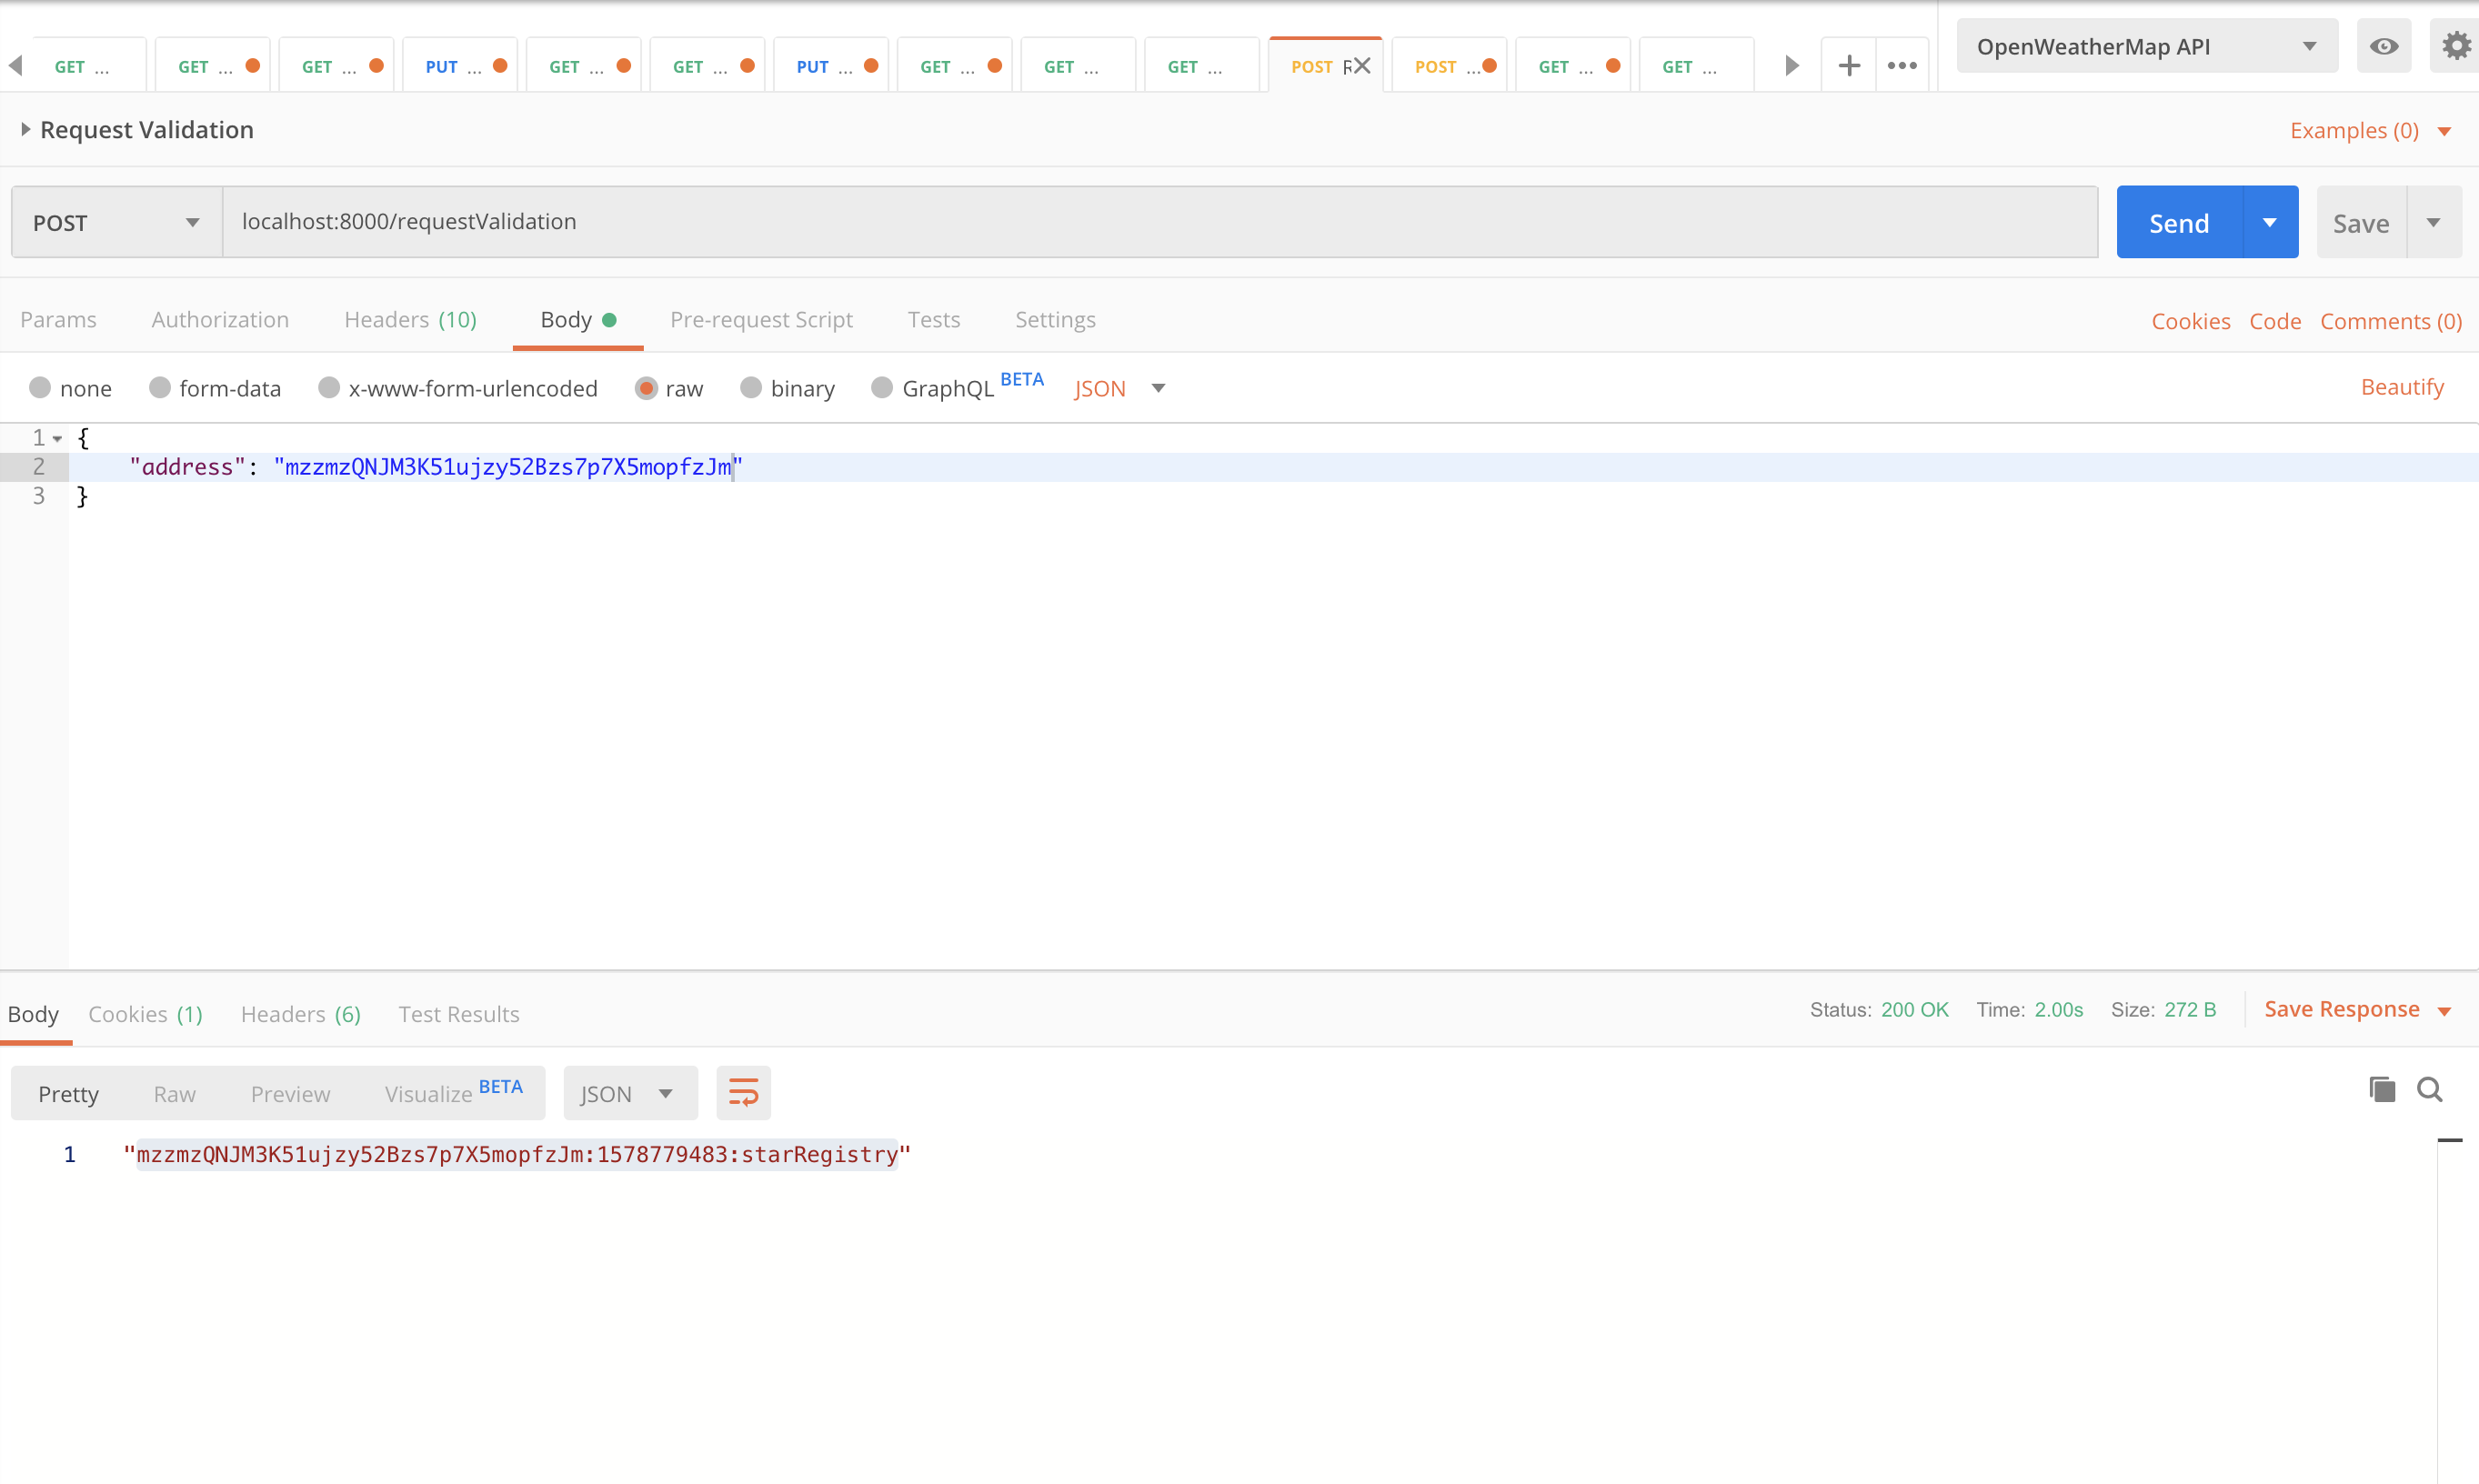 GET ... GET ... GET ... PUT ... GET ... GET ... PUT ... GET ... GET ... GET ... POST POST ... GET ... GET ... OpenWeatherMap API
Request Validation Examples (0)
POST localhost:8000/requestValidation Send Save
Params Authorization Headers (10) Body Pre-request Script Tests Settings Cookies Code Comments (0)
none form-data x-www-form-urlencoded raw binary GraphQL BETA JSON Beautify
1 {
2 "address": "mzzmzQNJM3K51ujzy52Bzs7p7X5mopfzJm"
3 }
Body Cookies (1) Headers (6) Test Results Status: 200 OK Time: 2.00s Size: 272 B Save Response
Pretty Raw Preview Visualize BETA JSON
1 "mzzmzQNJM3K51ujzy52Bzs7p7X5mopfzJm:1578779483:starRegistry"